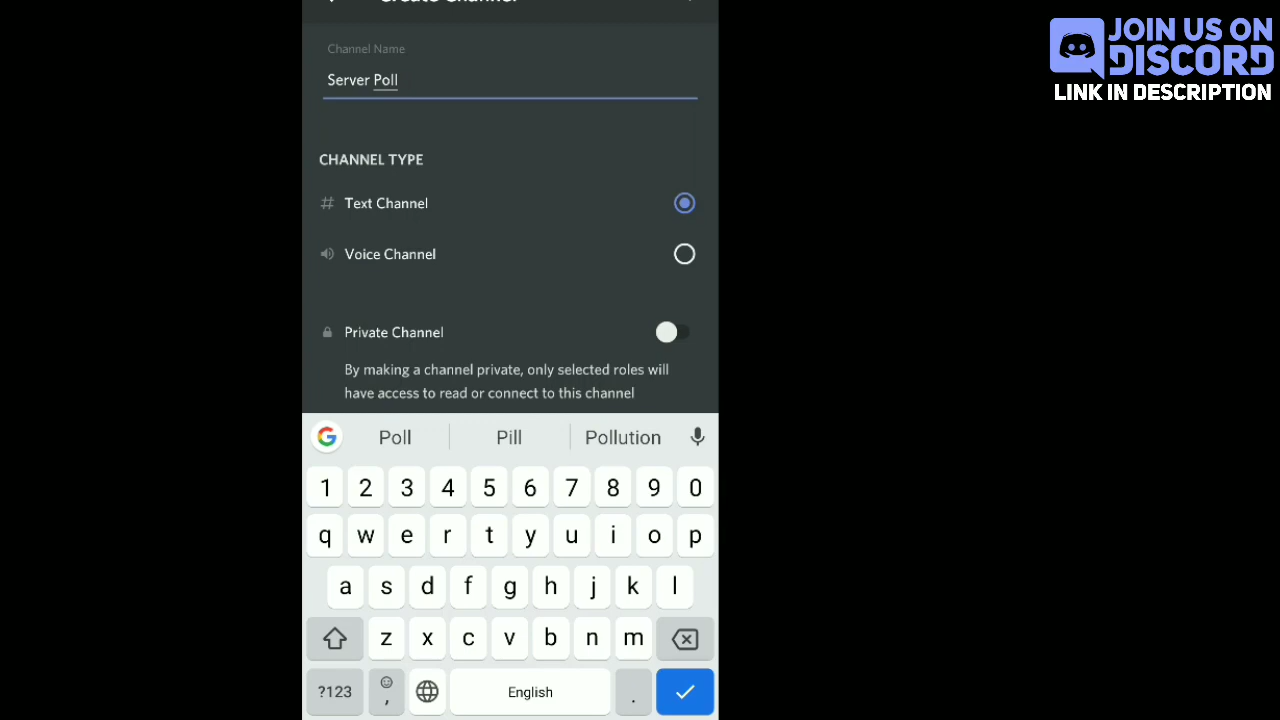 Create Channel
JOIN US ON
DISCORD
LINK IN DESCRIPTION
Channel Name
Server Poll
CHANNEL TYPE
# Text Channel
Voice Channel
Private Channel
By making a channel private, only selected roles will
have access to read or connect to this channel
G Poll Pill Pollution
1 2 3 4 5 6 7 8 9 0
q w e r t y u i o p
a s d f g h j k l
z x c v b n m
?123 , English .